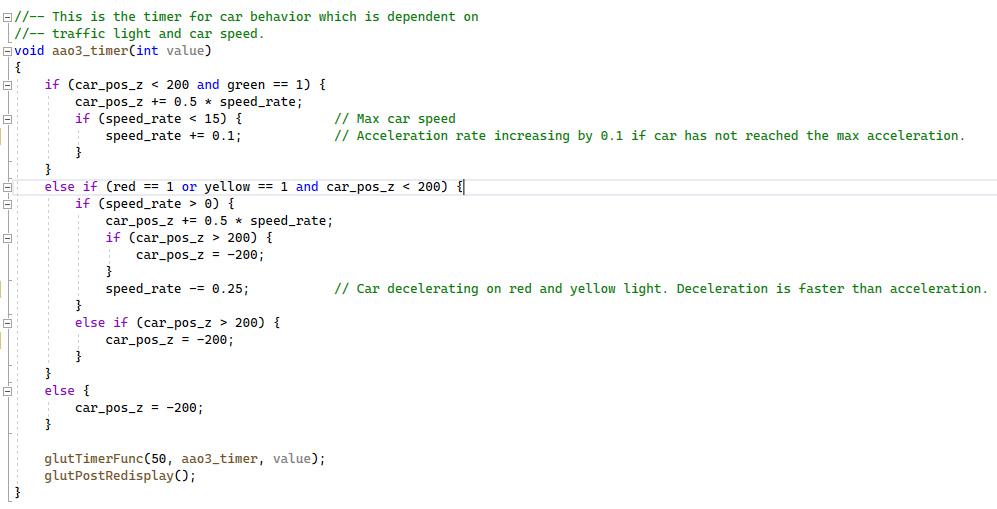 //-- This is the timer for car behavior which is dependent on
//-- traffic light and car speed.
void aao3_timer(int value)
{
    if (car_pos_z < 200 and green == 1) {
        car_pos_z += 0.5 * speed_rate;
        if (speed_rate < 15) {            // Max car speed
            speed_rate += 0.1;            // Acceleration rate increasing by 0.1 if car has not reached the max acceleration.
        }
    }
    else if (red == 1 or yellow == 1 and car_pos_z < 200) {
        if (speed_rate > 0) {
            car_pos_z += 0.5 * speed_rate;
            if (car_pos_z > 200) {
                car_pos_z = -200;
            }
            speed_rate -= 0.25;           // Car decelerating on red and yellow light. Deceleration is faster than acceleration.
        }
        else if (car_pos_z > 200) {
            car_pos_z = -200;
        }
    }
    else {
        car_pos_z = -200;
    }

    glutTimerFunc(50, aao3_timer, value);
    glutPostRedisplay();
}